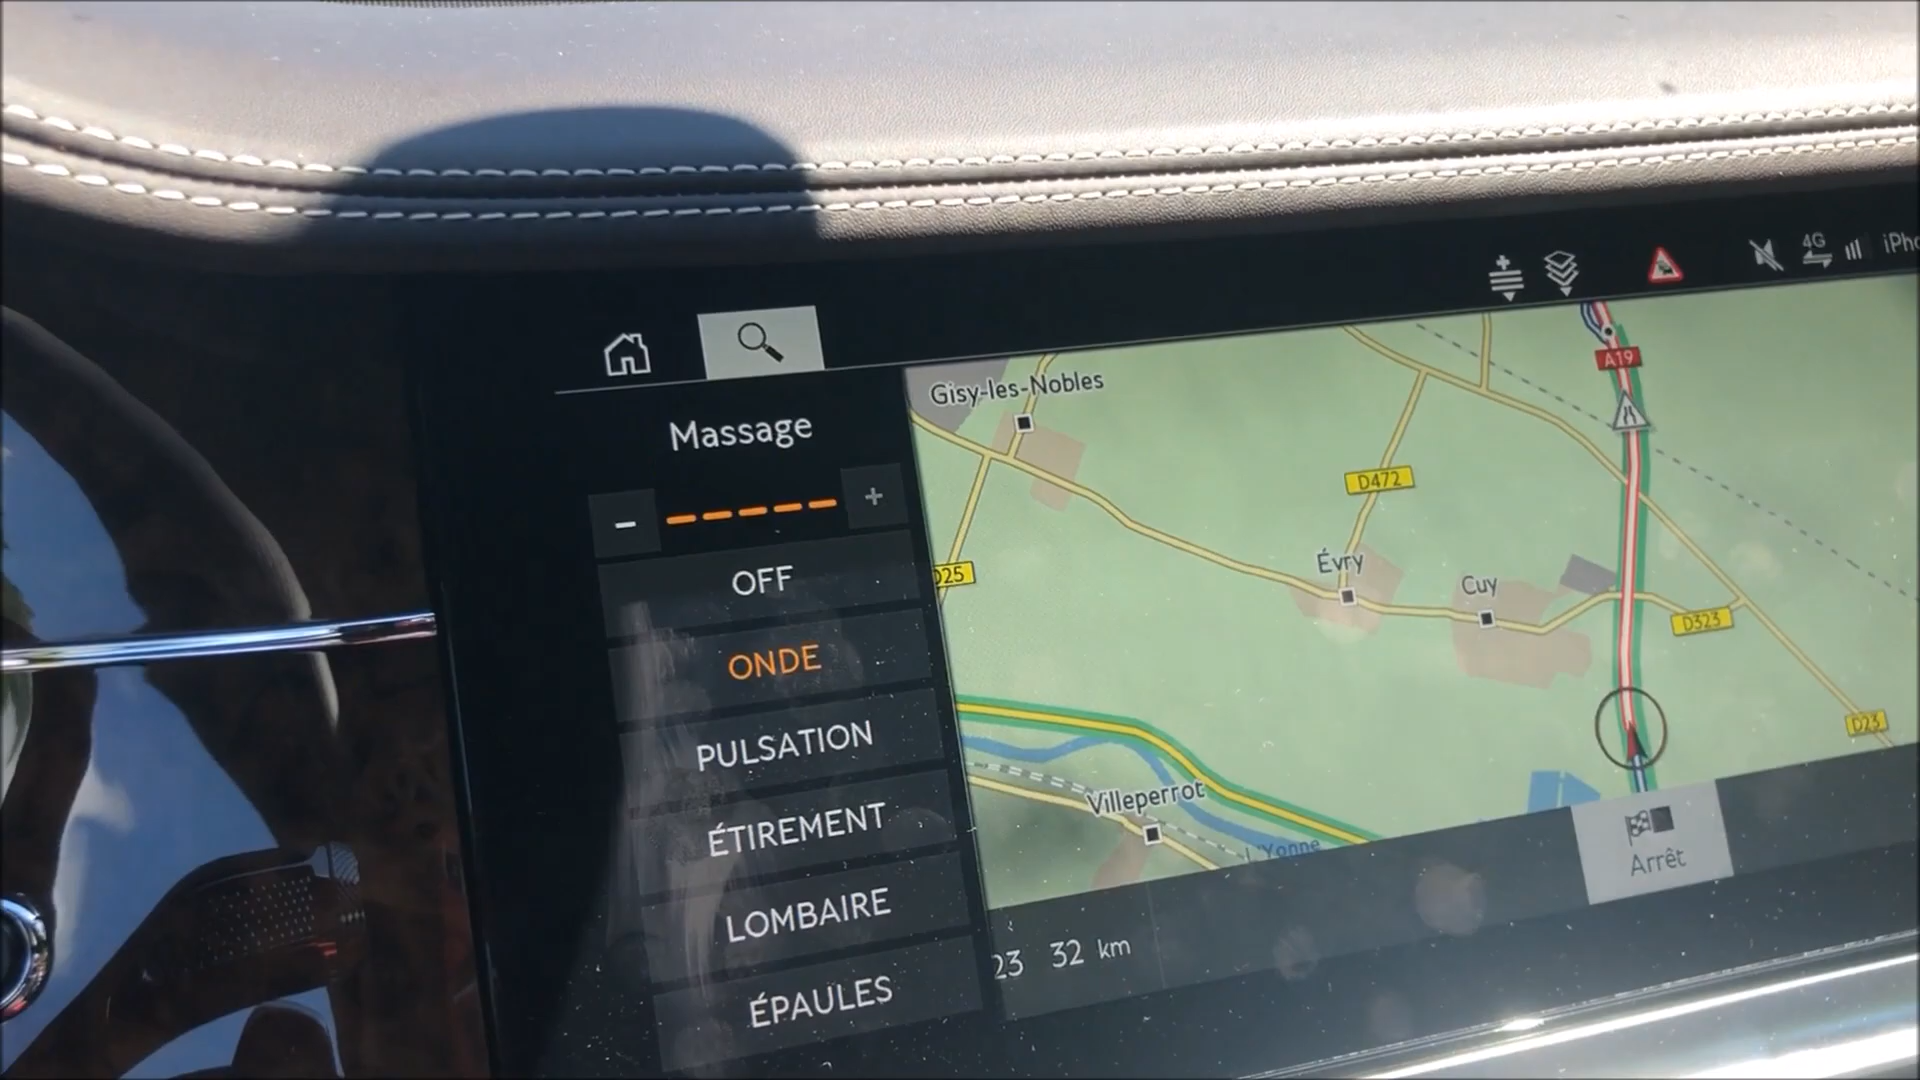 4G
iPho
A19
Massage
Gisy-les-Nobles
D472
-
+
OFF
D25
Évry
Cuy
D323
ONDE
PULSATION
D23
Villeperrot
ÉTIREMENT
L'Yonne
Arrêt
LOMBAIRE
23 32 km
ÉPAULES